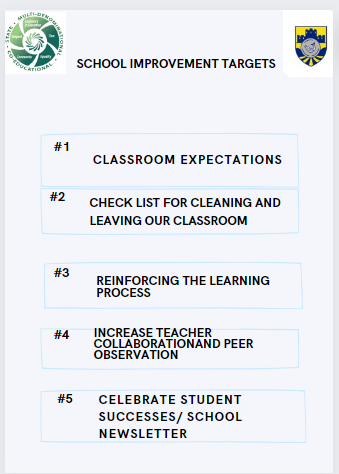 STATE · MULTI-DENOMINATIONAL
CO-EDUCATIONAL
SCHOOL IMPROVEMENT TARGETS
#1
CLASSROOM EXPECTATIONS
#2
CHECK LIST FOR CLEANING AND
LEAVING OUR CLASSROOM
#3
REINFORCING THE LEARNING
PROCESS
#4
INCREASE TEACHER
COLLABORATIONAND PEER
OBSERVATION
#5
CELEBRATE STUDENT
SUCCESSES/ SCHOOL
NEWSLETTER